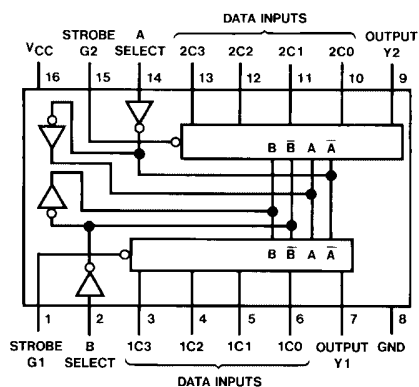 DATA INPUTS
STROBE A
VCC G2 SELECT 2C3 2C2 2C1 2C0 OUTPUT Y2
16 15 14 13 12 11 10 9
B B̅ A A̅
B B̅ A A̅
1 2 3 4 5 6 7 8
STROBE G1 B SELECT 1C3 1C2 1C1 1C0 OUTPUT Y1 GND
DATA INPUTS